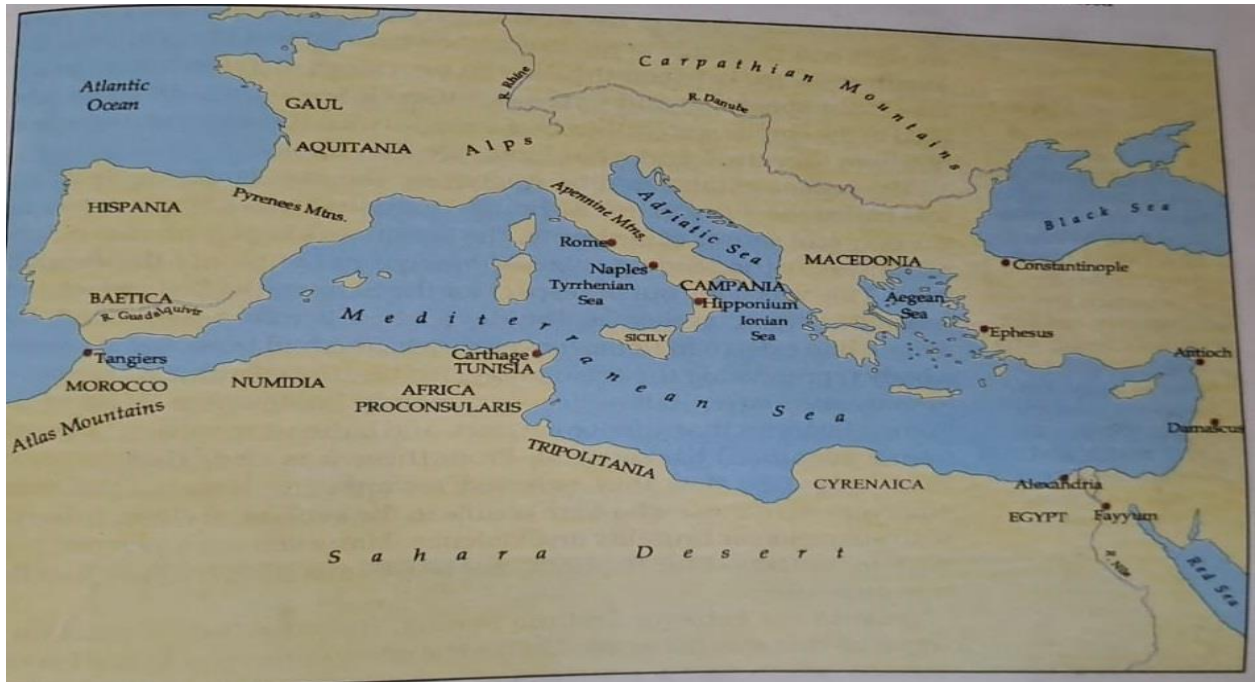 Carpathian Mountains
Atlantic
Ocean
R. Rhine
R. Danube
GAUL
AQUITANIA
Alps
HISPANIA
Pyrenees Mtns.
Apennine Mtns.
Adriatic Sea
Black Sea
Rome
MACEDONIA
Constantinople
Naples
Tyrrhenian
Sea
CAMPANIA
Hipponium
Ionian
Sea
Aegean
Sea
BAETICA
R. Guadalquivir
Mediterranean Sea
SICILY
Ephesus
Tangiers
Carthage
TUNISIA
Antioch
MOROCCO
NUMIDIA
AFRICA
PROCONSULARIS
Atlas Mountains
Damascus
TRIPOLITANIA
CYRENAICA
Alexandria
EGYPT
Fayyum
R. Nile
Red Sea
Sahara Desert